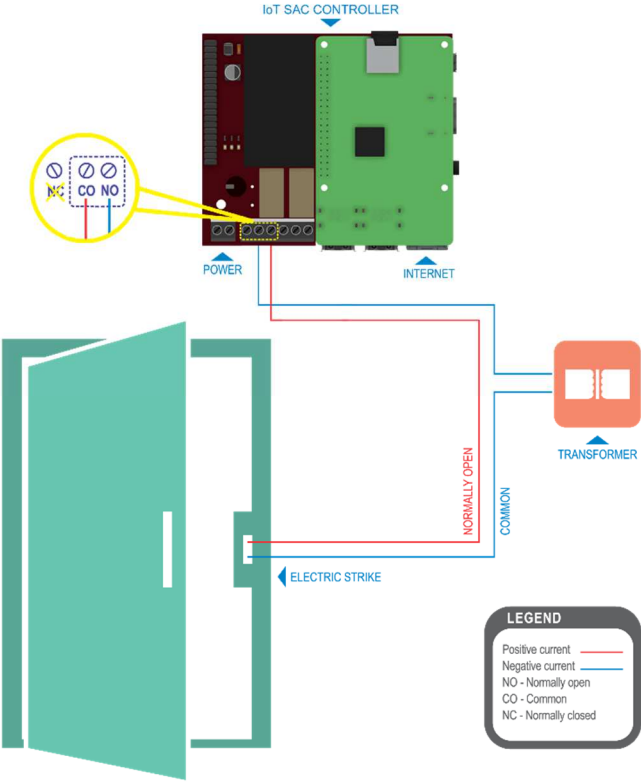 IoT SAC CONTROLLER
NC CO NO
POWER
INTERNET
TRANSFORMER
NORMALLY OPEN
COMMON
ELECTRIC STRIKE
LEGEND
Positive current
Negative current
NO - Normally open
CO - Common
NC - Normally closed